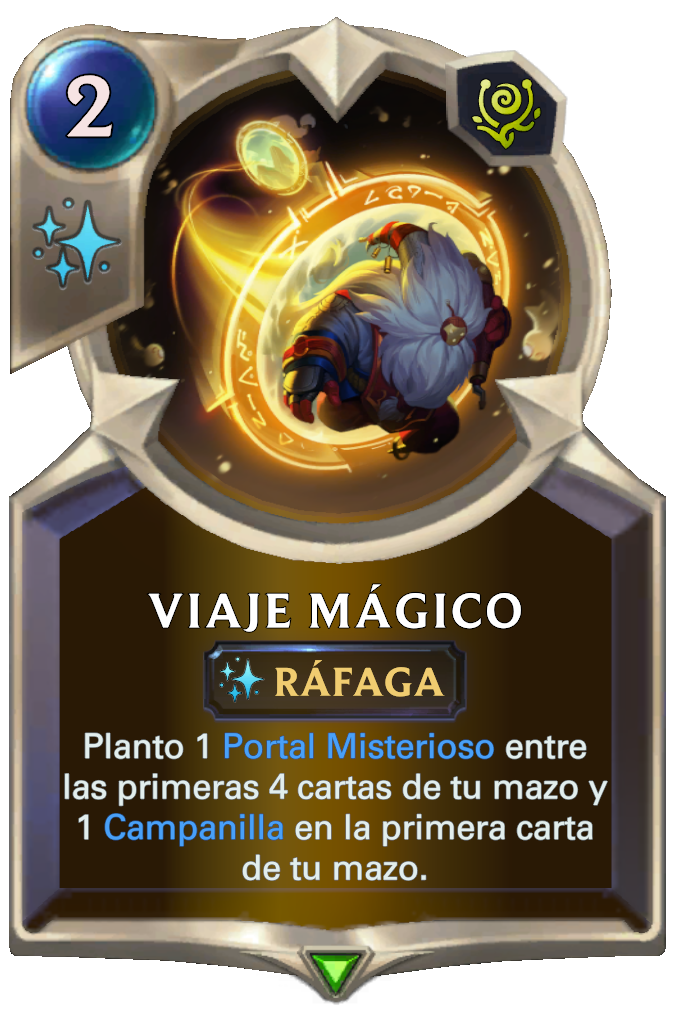 2
VIAJE MÁGICO
RÁFAGA
Planto 1 Portal Misterioso entre
las primeras 4 cartas de tu mazo y
1 Campanilla en la primera carta
de tu mazo.